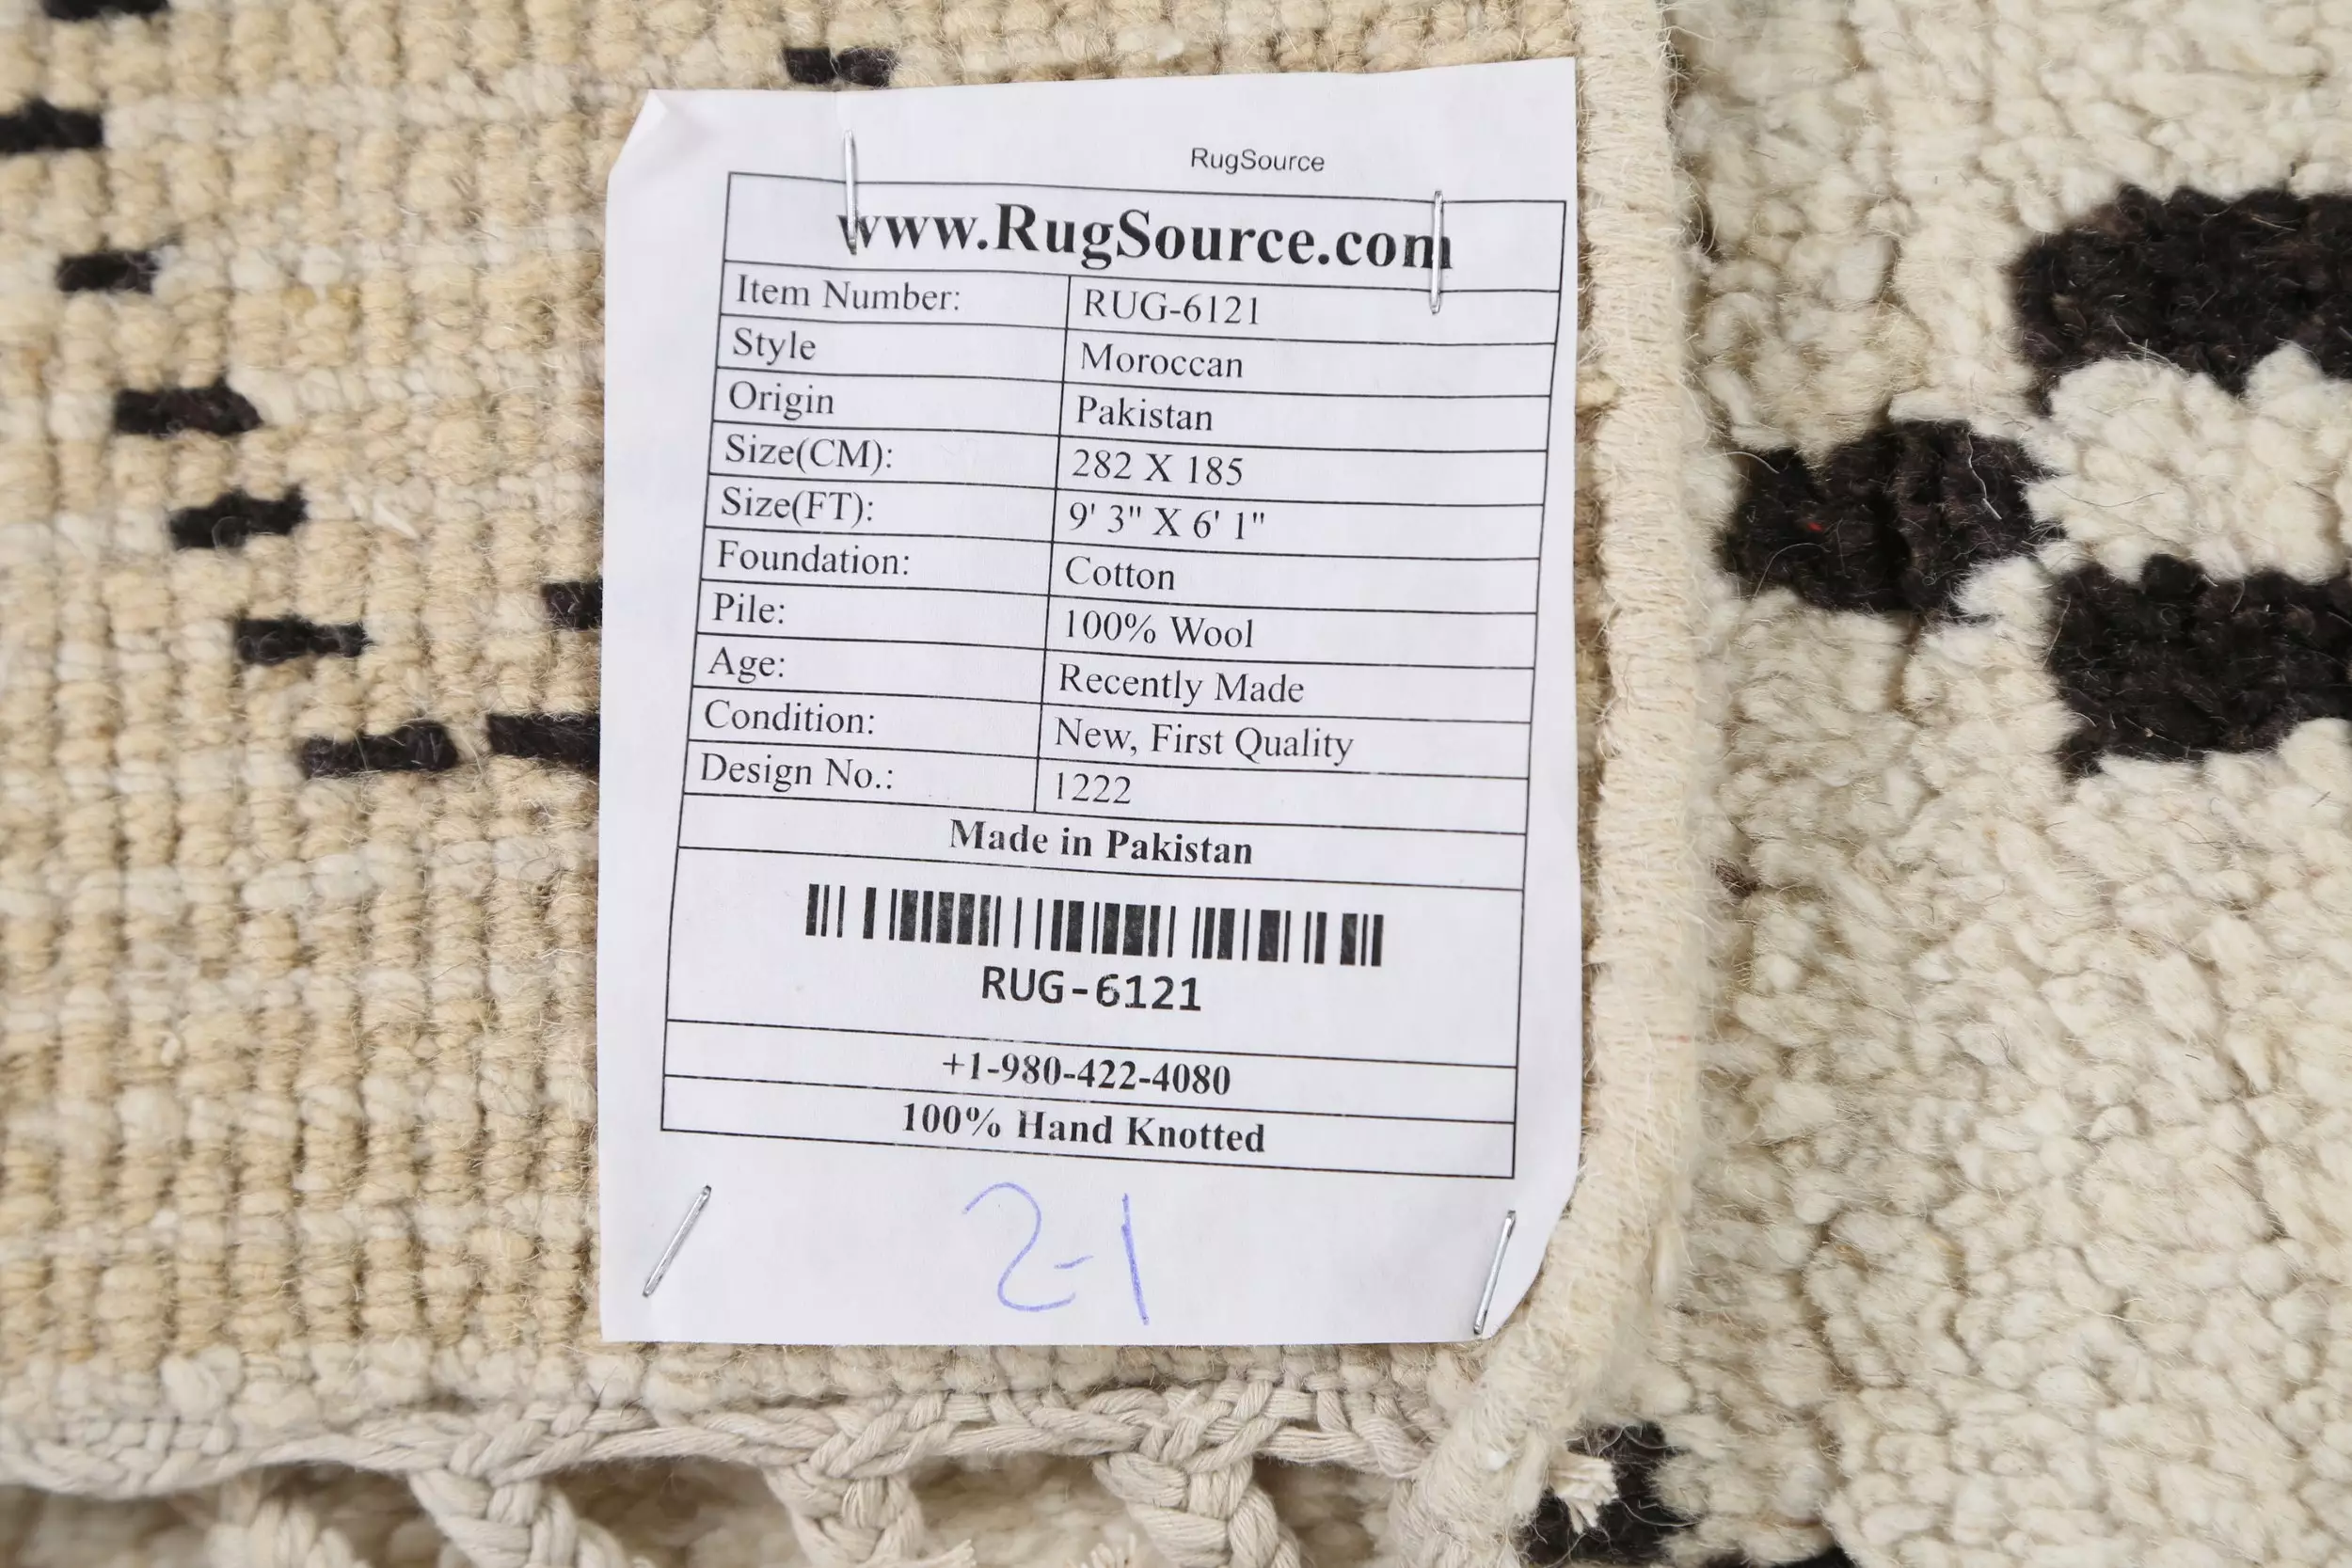 RugSource
www.RugSource.com
Item Number: RUG-6121
Style Moroccan
Origin Pakistan
Size(CM): 282 X 185
Size(FT): 9' 3" X 6' 1"
Foundation: Cotton
Pile: 100% Wool
Age: Recently Made
Condition: New, First Quality
Design No.: 1222
Made in Pakistan
RUG-6121
+1-980-422-4080
100% Hand Knotted
2-1